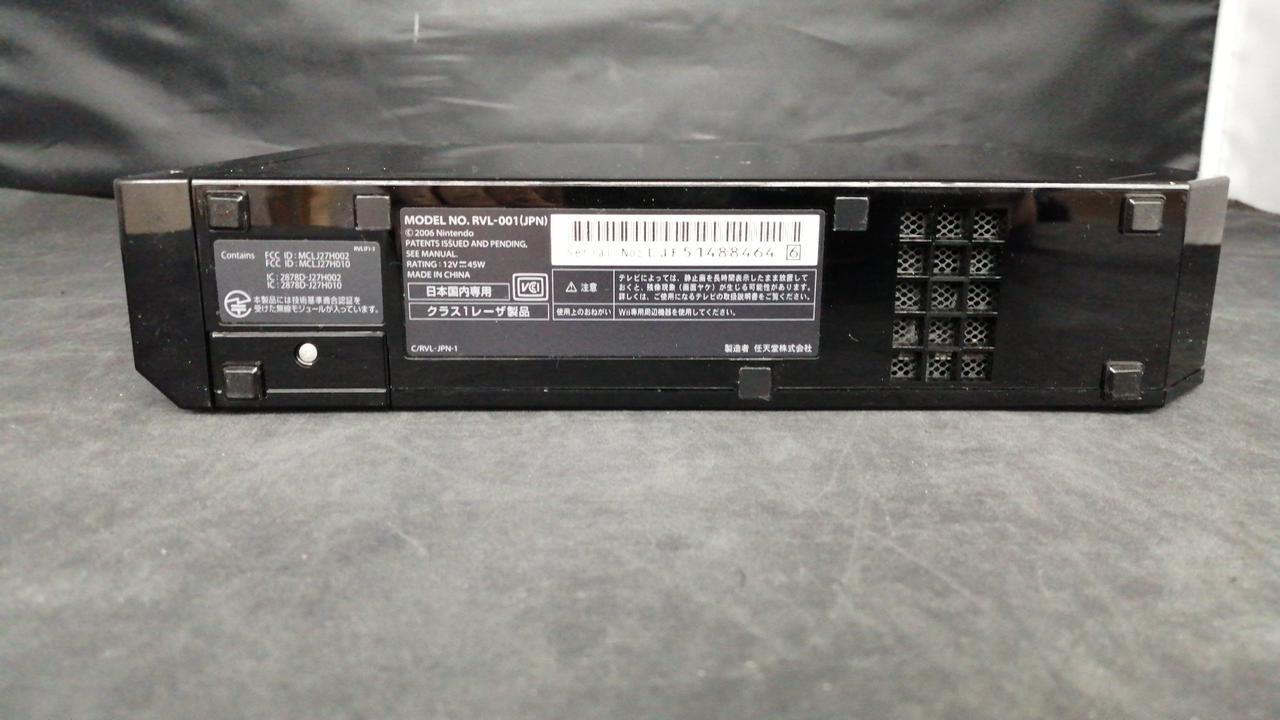 RVL(F)-3
Contains
FCC ID : MCLJ27H002
FCC ID : MCLJ27H010
IC : 2878D-J27H002
IC : 2878D-J27H010
本製品には技術基準適合認証を
受けた無線モジュールが入っています。
MODEL NO. RVL-001(JPN)
© 2006 Nintendo
PATENTS ISSUED AND PENDING,
SEE MANUAL.
RATING : 12V⎓45W
MADE IN CHINA
日本国内専用
VCI
クラス1レーザ製品
C/RVL-JPN-1
Serial No: LJF51488464 6
⚠ 注意
テレビによっては、静止画を長時間表示したまま放置して
おくと、残像現象（画面ヤケ）が生じる可能性があります。
詳しくは、ご使用になるテレビの取扱説明書をご覧ください。
使用上のおねがい
Wii専用周辺機器を使用してください。
製造者 任天堂株式会社